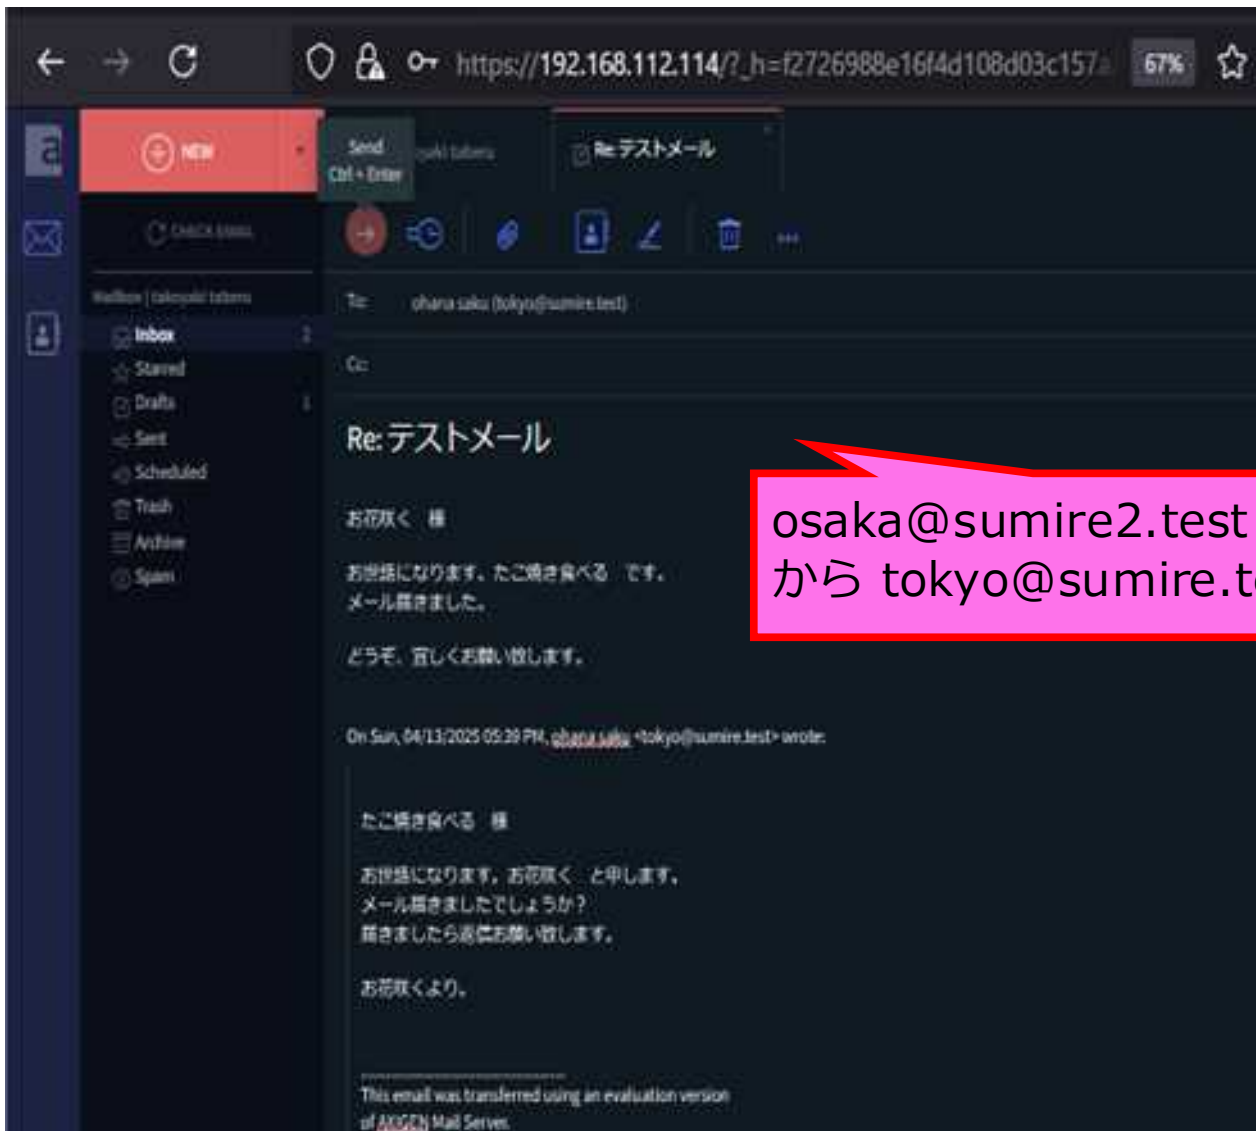 https://192.168.112.114/?_h=f2726988e16f4d108d03c157a
67%
a
NEW
Send
Ctrl + Enter
Re: テストメール
CHECK EMAIL
Mailbox | takoyaki taberu
Inbox 2
Starred
Drafts 1
Sent
Scheduled
Trash
Archive
Spam
To: ohana saku (tokyo@sumire.test)
Cc:
Re: テストメール
お花咲く 様
お世話になります。たこ焼き食べる です。
メール届きました。
どうぞ、宜しくお願い致します。
On Sun, 04/13/2025 05:39 PM, ohana saku <tokyo@sumire.test> wrote:
たこ焼き食べる 様
お世話になります。お花咲く と申します。
メール届きましたでしょうか?
届きましたら返信お願い致します。
お花咲くより。
This email was transferred using an evaluation version
of AXIGEN Mail Server.
osaka@sumire2.test
から tokyo@sumire.te